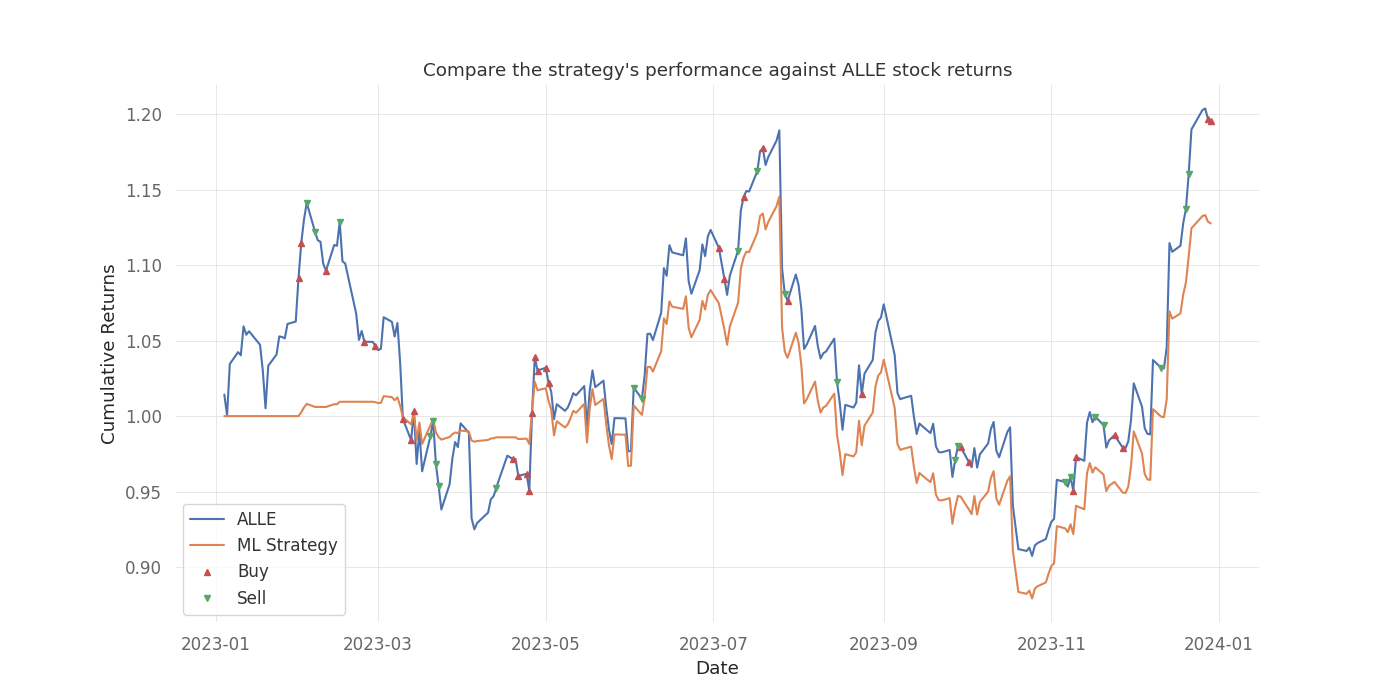 Compare the strategy's performance against ALLE stock returns
1.20
1.15
1.10
1.05
1.00
0.95
0.90
Cumulative Returns
ALLE
ML Strategy
Buy
Sell
2023-01
2023-03
2023-05
2023-07
2023-09
2023-11
2024-01
Date